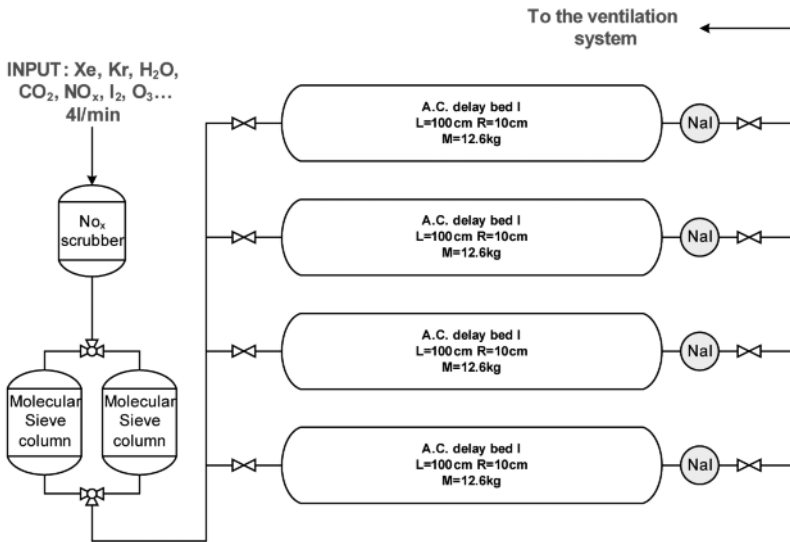 To the ventilation
system
INPUT: Xe, Kr, H₂O,
CO₂, NOₓ, I₂, O₃...
4l/min
Noₓ
scrubber
Molecular
Sieve
column
Molecular
Sieve
column
A.C. delay bed I
L=100cm R=10cm
M=12.6kg
NaI
A.C. delay bed I
L=100cm R=10cm
M=12.6kg
NaI
A.C. delay bed I
L=100cm R=10cm
M=12.6kg
NaI
A.C. delay bed I
L=100cm R=10cm
M=12.6kg
NaI